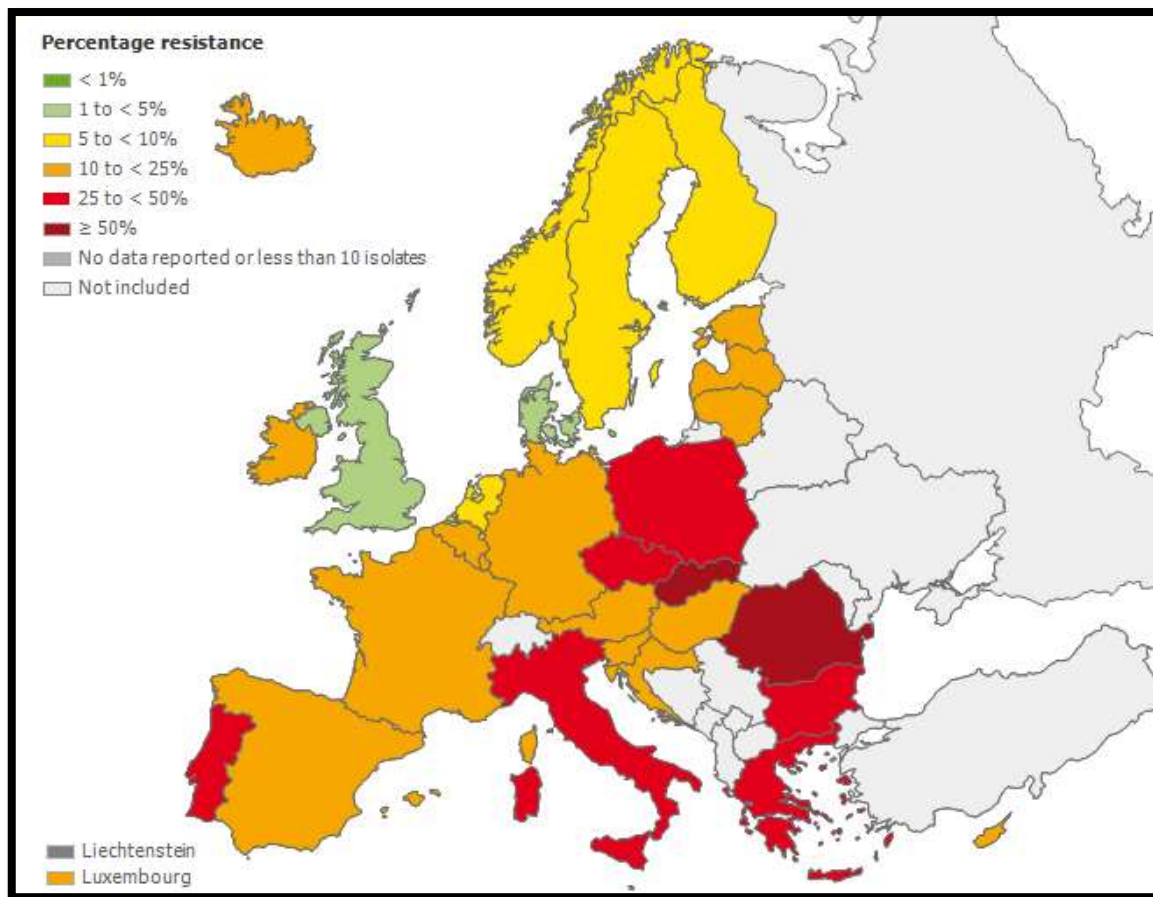 Percentage resistance
< 1%
1 to < 5%
5 to < 10%
10 to < 25%
25 to < 50%
≥ 50%
No data reported or less than 10 isolates
Not included
Liechtenstein
Luxembourg